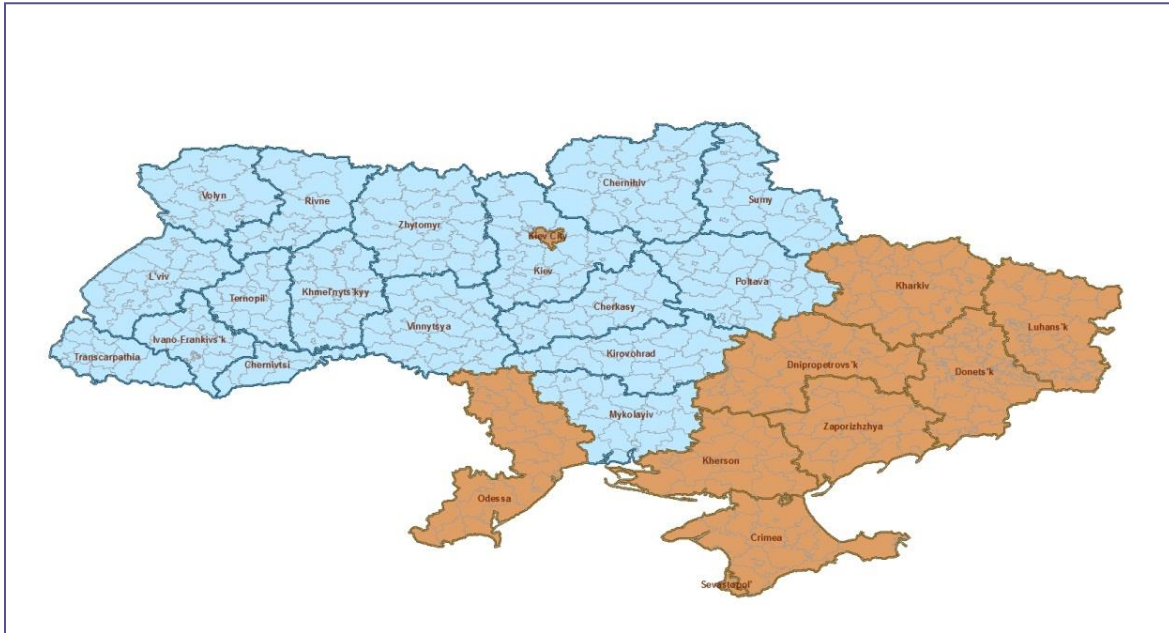 Volyn
Rivne
Zhytomyr
Chernihiv
Sumy
Kiev City
Kiev
L'viv
Ternopil'
Khmel'nyts'kyy
Vinnytsya
Cherkasy
Poltava
Kharkiv
Luhans'k
Ivano-Frankivs'k
Transcarpathia
Chernivtsi
Kirovohrad
Dnipropetrovs'k
Donets'k
Mykolayiv
Zaporizhzhya
Kherson
Odessa
Crimea
Sevastopol'